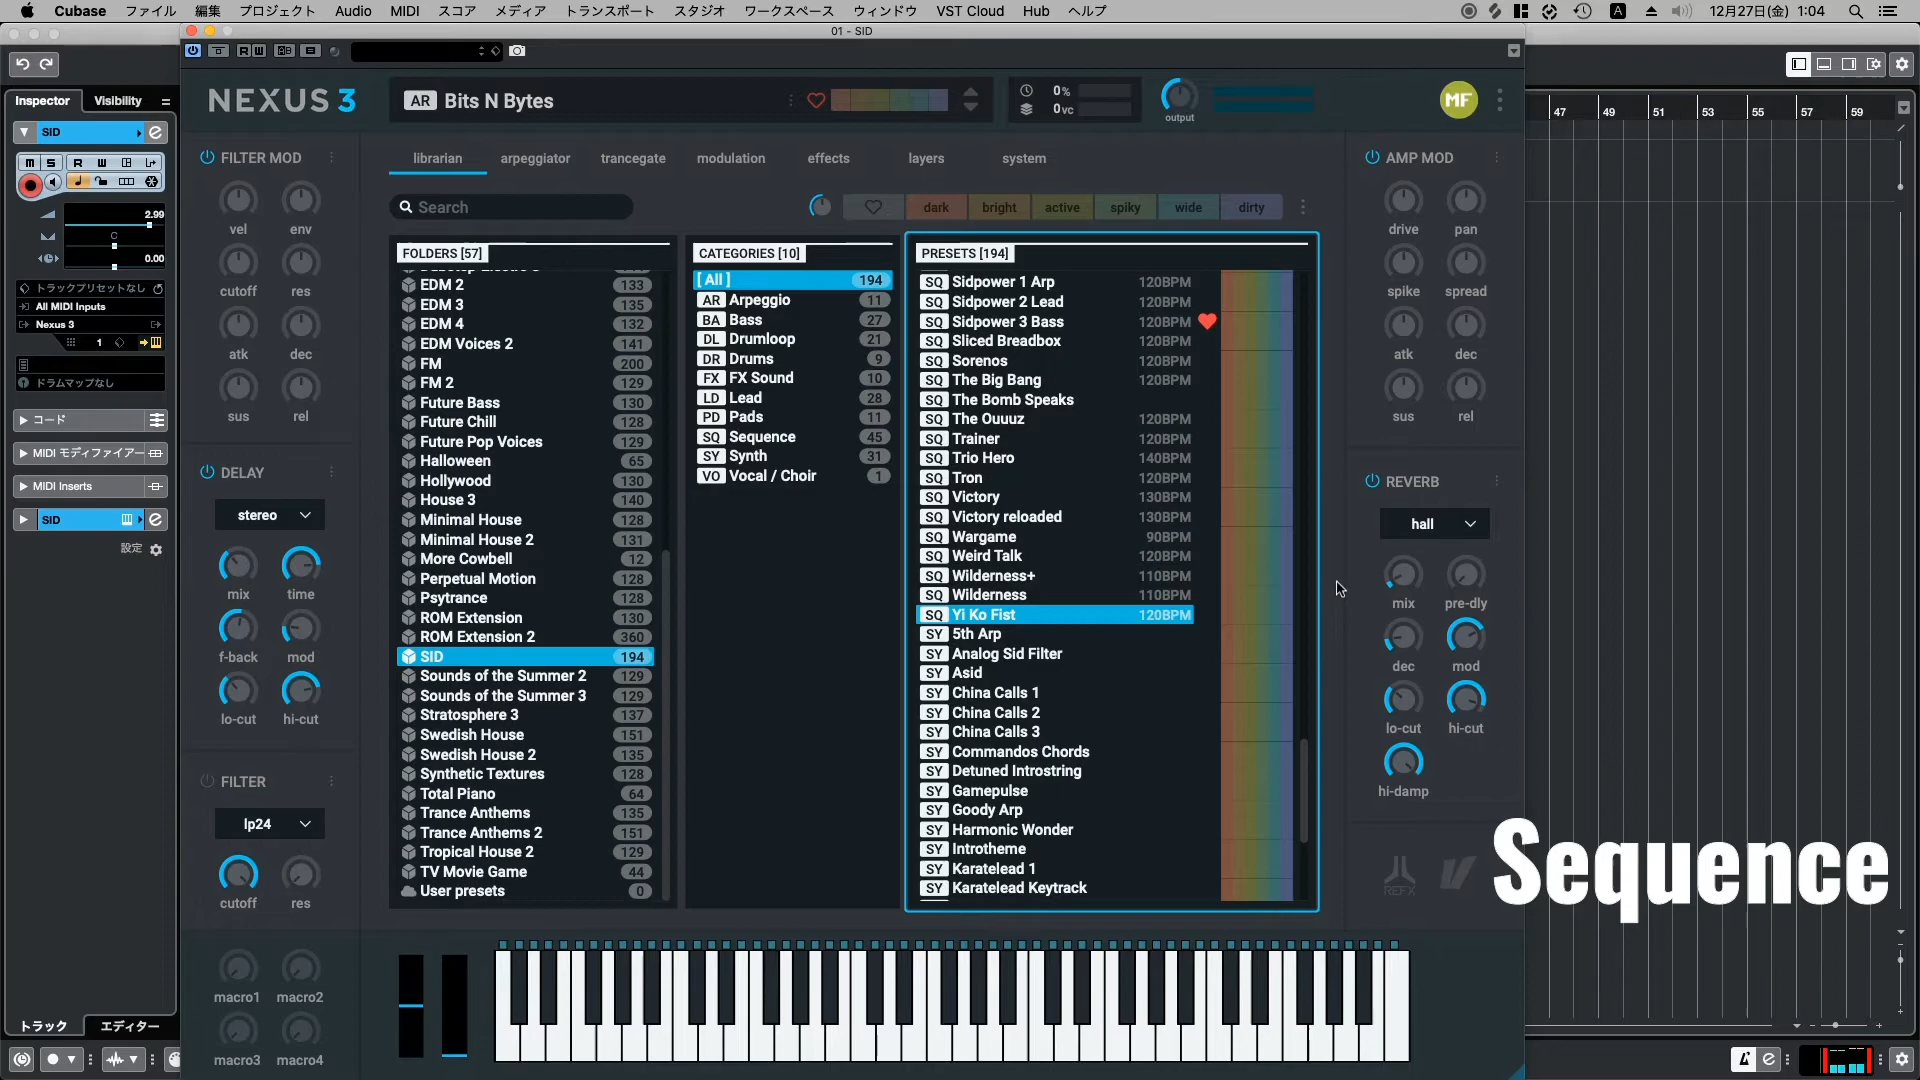 Cubase ファイル 編集 プロジェクト Audio MIDI スコア メディア トランスポート スタジオ ワークスペース ウィンドウ VST Cloud Hub ヘルプ
A 12月27日(金) 1:04
01 - SID
R W
Inspector Visibility
SID
M S R W
2.99
C
0.00
トラックプリセットなし
All MIDI Inputs
Nexus 3
1
ドラムマップなし
コード
MIDI モディファイアー
MIDI Inserts
SID
設定
トラック エディター
NEXUS 3
AR Bits N Bytes
0%
0vc
output
MF
47 49 51 53 55 57 59
librarian arpeggiator trancegate modulation effects layers system
Search
dark bright active spiky wide dirty
FILTER MOD
vel env
cutoff res
atk dec
sus rel
DELAY
stereo
mix time
f-back mod
lo-cut hi-cut
FILTER
lp24
cutoff res
macro1 macro2
macro3 macro4
FOLDERS [57]
EDM 2 133
EDM 3 135
EDM 4 132
EDM Voices 2 141
FM 200
FM 2 129
Future Bass 130
Future Chill 128
Future Pop Voices 129
Halloween 65
Hollywood 130
House 3 140
Minimal House 128
Minimal House 2 131
More Cowbell 12
Perpetual Motion 128
Psytrance 128
ROM Extension 130
ROM Extension 2 360
SID 194
Sounds of the Summer 2 129
Sounds of the Summer 3 129
Stratosphere 3 137
Swedish House 151
Swedish House 2 135
Synthetic Textures 128
Total Piano 64
Trance Anthems 135
Trance Anthems 2 151
Tropical House 2 129
TV Movie Game 44
User presets 0
CATEGORIES [10]
[ All ] 194
AR Arpeggio 11
BA Bass 27
DL Drumloop 21
DR Drums 9
FX FX Sound 10
LD Lead 28
PD Pads 11
SQ Sequence 45
SY Synth 31
VO Vocal / Choir 1
PRESETS [194]
SQ Sidpower 1 Arp 120BPM
SQ Sidpower 2 Lead 120BPM
SQ Sidpower 3 Bass 120BPM
SQ Sliced Breadbox 120BPM
SQ Sorenos 120BPM
SQ The Big Bang 120BPM
SQ The Bomb Speaks
SQ The Ouuuz 120BPM
SQ Trainer 120BPM
SQ Trio Hero 140BPM
SQ Tron 120BPM
SQ Victory 130BPM
SQ Victory reloaded 130BPM
SQ Wargame 90BPM
SQ Weird Talk 120BPM
SQ Wilderness+ 110BPM
SQ Wilderness 110BPM
SQ Yi Ko Fist 120BPM
SY 5th Arp
SY Analog Sid Filter
SY Asid
SY China Calls 1
SY China Calls 2
SY China Calls 3
SY Commandos Chords
SY Detuned Introstring
SY Gamepulse
SY Goody Arp
SY Harmonic Wonder
SY Introtheme
SY Karatelead 1
SY Karatelead Keytrack
AMP MOD
drive pan
spike spread
atk dec
sus rel
REVERB
hall
mix pre-dly
dec mod
lo-cut hi-cut
hi-damp
REFX
Sequence